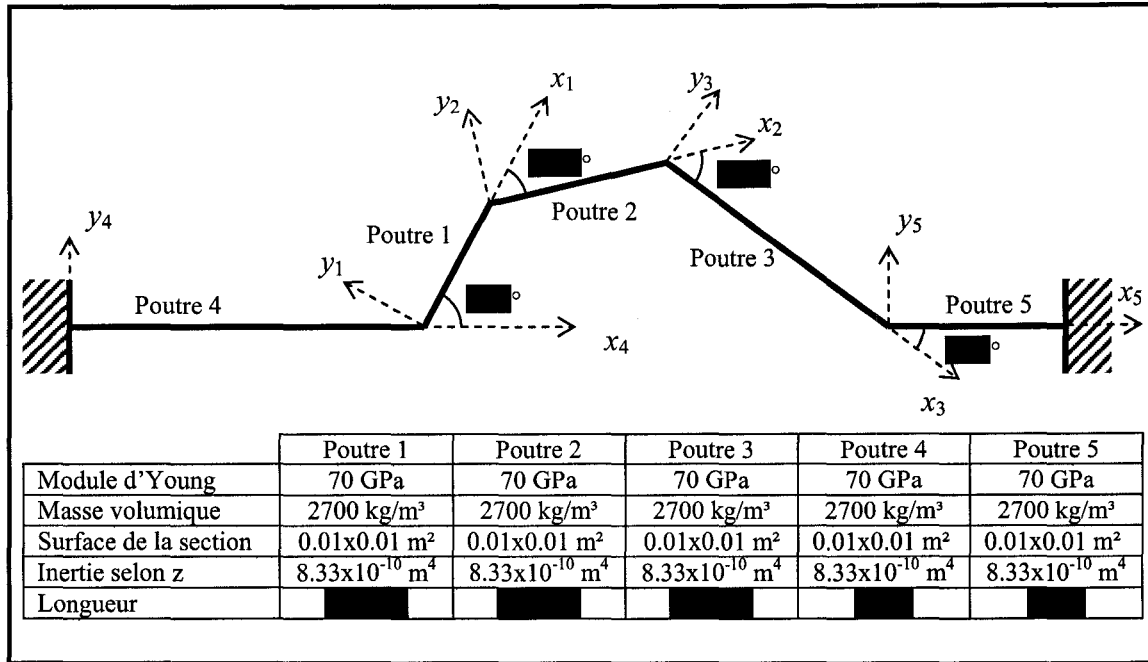 x1
y2
y3
x2
°
°
Poutre 2
Poutre 1
y4
y5
Poutre 3
y1
°
x5
Poutre 4
Poutre 5
x4
°
x3
Poutre 1 Poutre 2 Poutre 3 Poutre 4 Poutre 5
Module d'Young 70 GPa 70 GPa 70 GPa 70 GPa 70 GPa
Masse volumique 2700 kg/m³ 2700 kg/m³ 2700 kg/m³ 2700 kg/m³ 2700 kg/m³
Surface de la section 0.01x0.01 m² 0.01x0.01 m² 0.01x0.01 m² 0.01x0.01 m² 0.01x0.01 m²
Inertie selon z 8.33x10⁻¹⁰ m⁴ 8.33x10⁻¹⁰ m⁴ 8.33x10⁻¹⁰ m⁴ 8.33x10⁻¹⁰ m⁴ 8.33x10⁻¹⁰ m⁴
Longueur